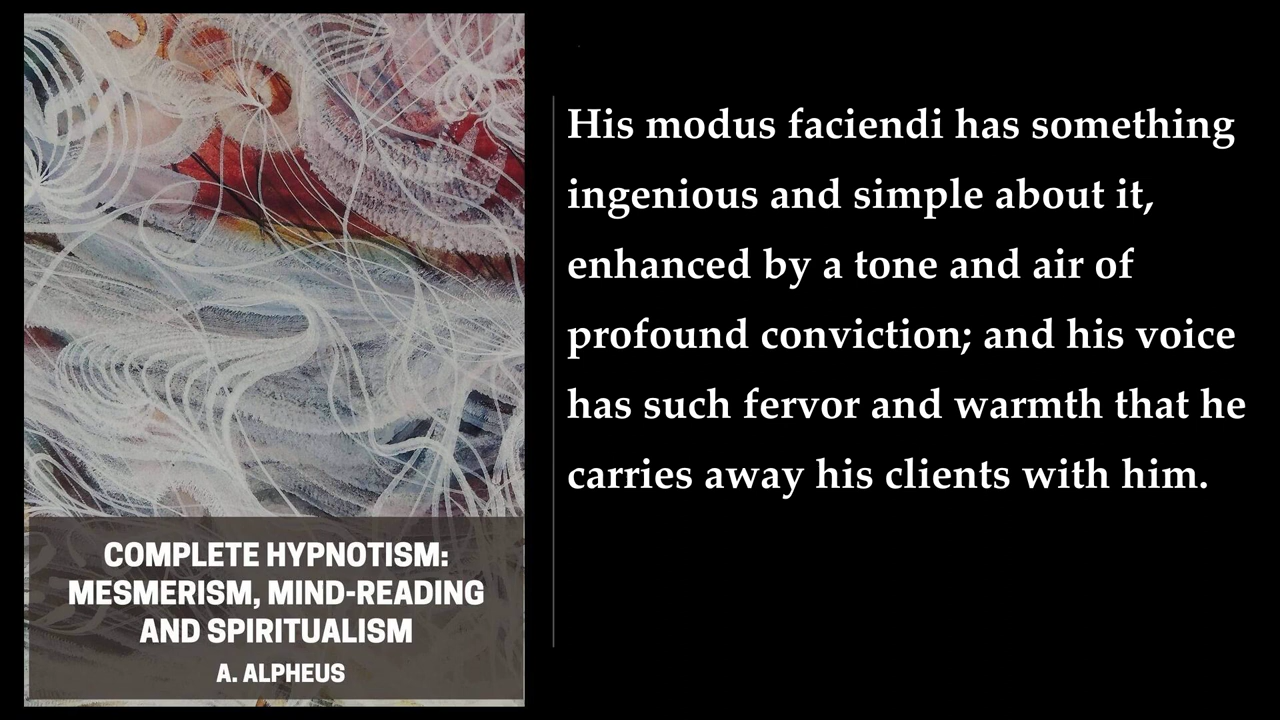 His modus faciendi has something
ingenious and simple about it,
enhanced by a tone and air of
profound conviction; and his voice
has such fervor and warmth that he
carries away his clients with him.
COMPLETE HYPNOTISM:
MESMERISM, MIND-READING
AND SPIRITUALISM
A. ALPHEUS